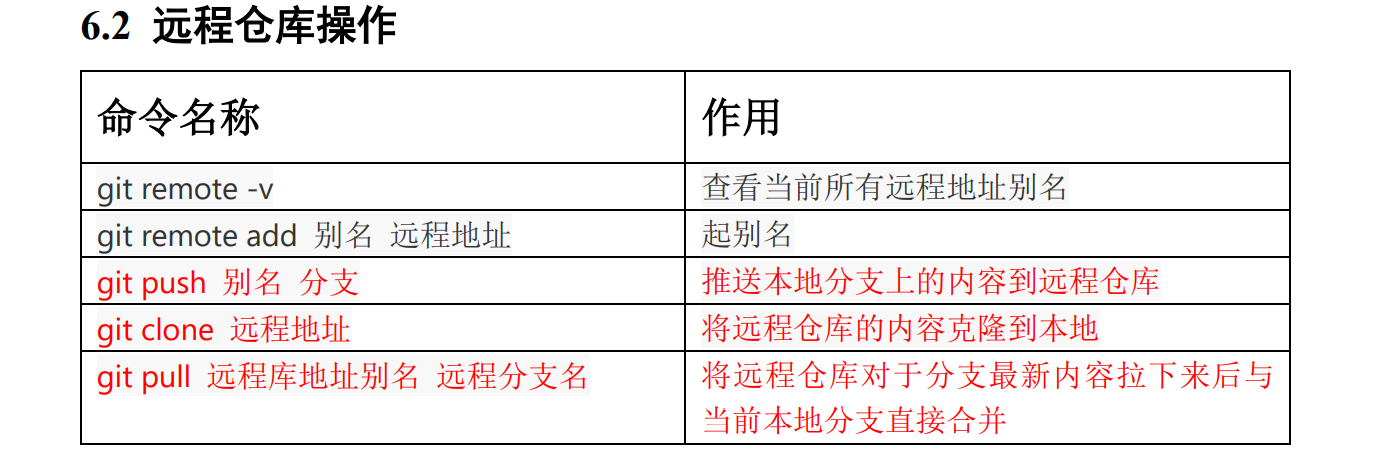 6.2 远程仓库操作
命令名称 作用
git remote -v 查看当前所有远程地址别名
git remote add 别名 远程地址 起别名
git push 别名 分支 推送本地分支上的内容到远程仓库
git clone 远程地址 将远程仓库的内容克隆到本地
git pull 远程库地址别名 远程分支名 将远程仓库对于分支最新内容拉下来后与
当前本地分支直接合并